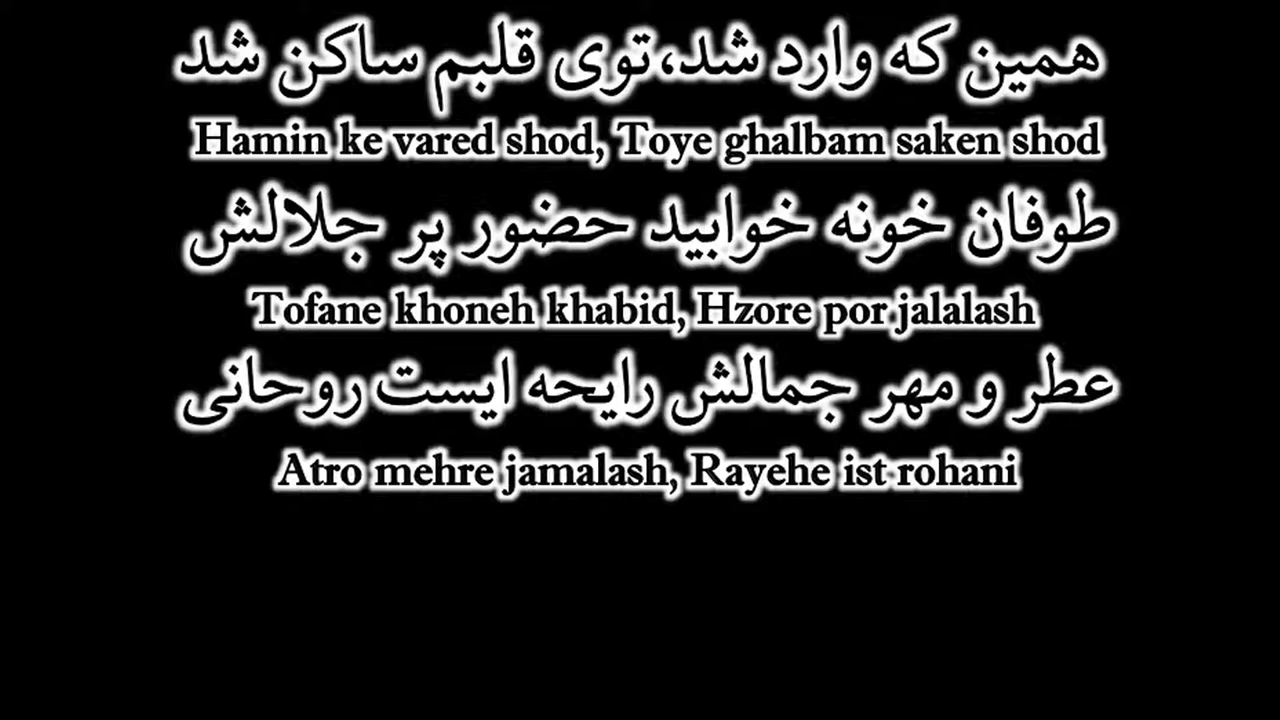 همین که وارد شد،توی قلبم ساکن شد
Hamin ke vared shod, Toye ghalbam saken shod
طوفان خونه خوابید حضور پر جلالش
Tofane khoneh khabid, Hzore por jalalash
عطر و مهر جمالش رایحه ایست روحانی
Atro mehre jamalash, Rayehe ist rohani